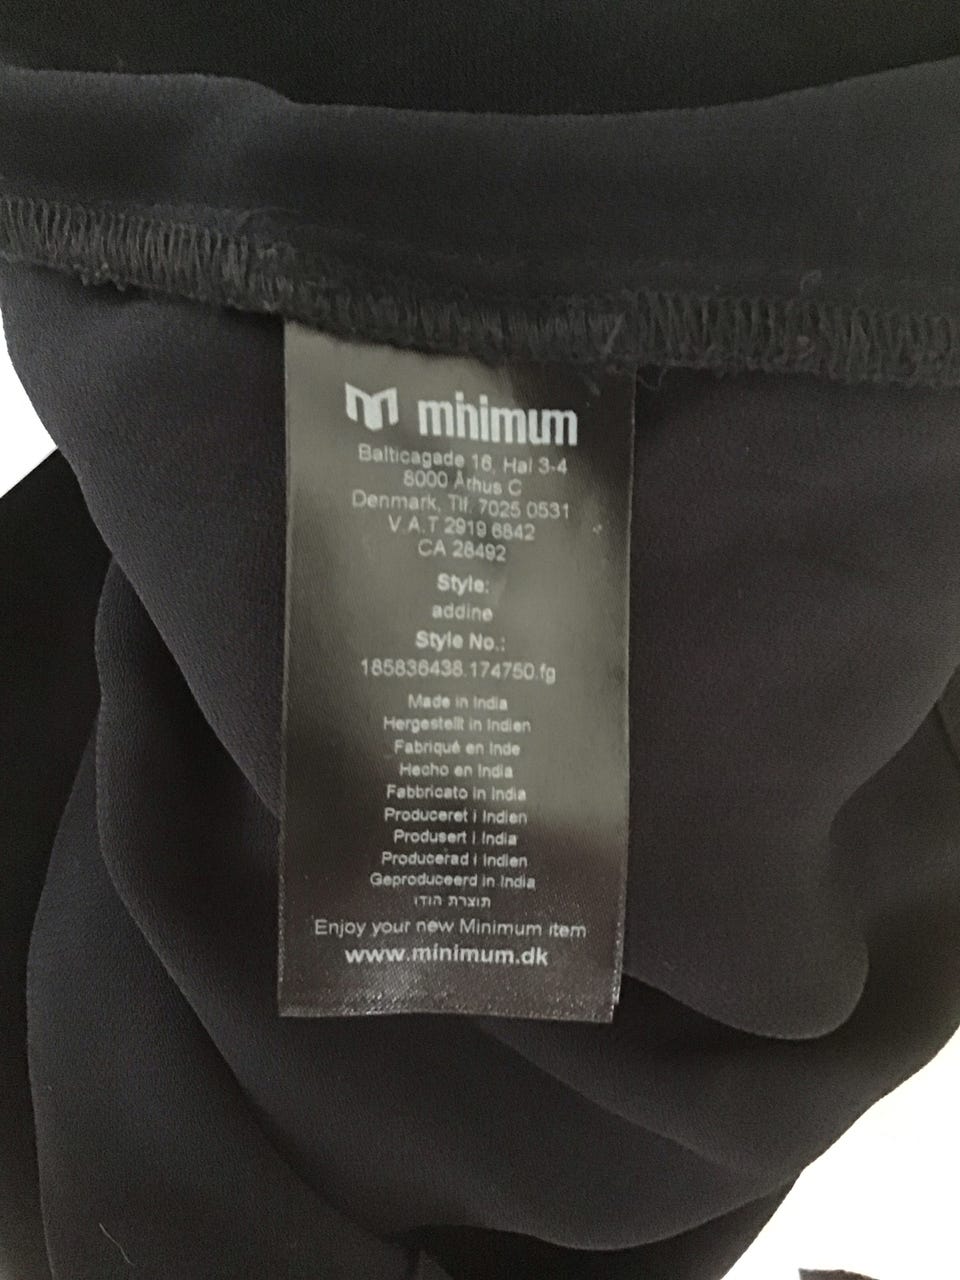 minimum
Balticagade 16, Hal 3-4
8000 Århus C
Denmark, Tlf. 7025 0531
V.A.T 2919 6842
CA 28492
Style:
addine
Style No.:
185836438.174750.fg
Made in India
Hergestellt in Indien
Fabriqué en Inde
Hecho en India
Fabbricato in India
Produceret i Indien
Produsert i India
Producerad i Indien
Geproduceerd in India
תוצרת הודו
Enjoy your new Minimum item
www.minimum.dk